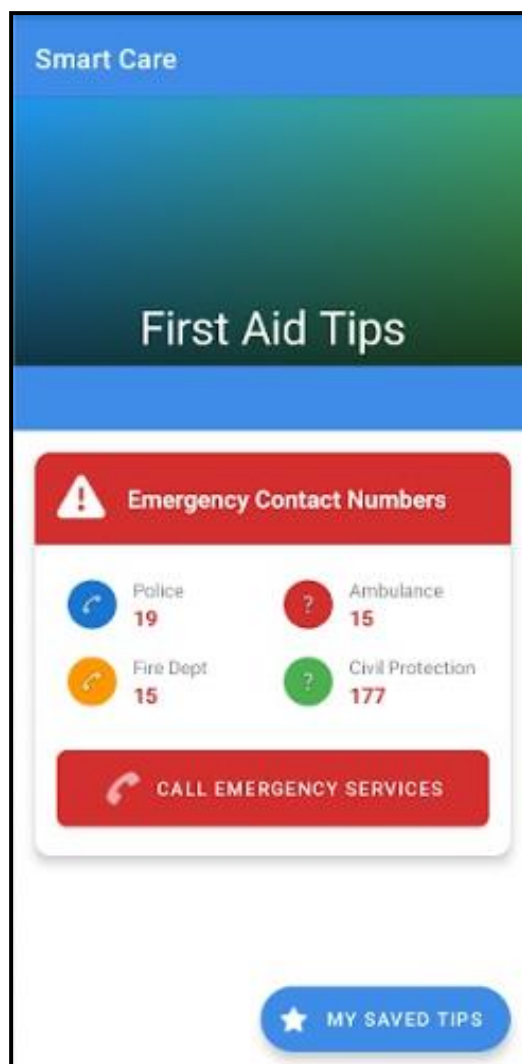 Smart Care
First Aid Tips
Emergency Contact Numbers
Police
19
? Ambulance
15
Fire Dept
15
? Civil Protection
177
CALL EMERGENCY SERVICES
MY SAVED TIPS